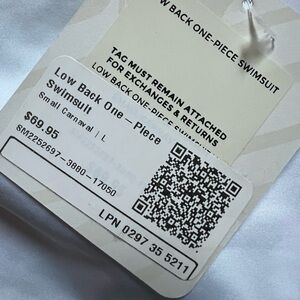 W BACK ONE-PIECE SWIMSUIT
TAG MUST REMAIN ATTACHED
FOR EXCHANGES & RETURNS
LOW BACK ONE-PIECE SWIMSUIT
Low Back One-Piece
Swimsuit
Small Carnaval | L
$69.95
SM2252697-3880-17050
LPN 0297 35 5211